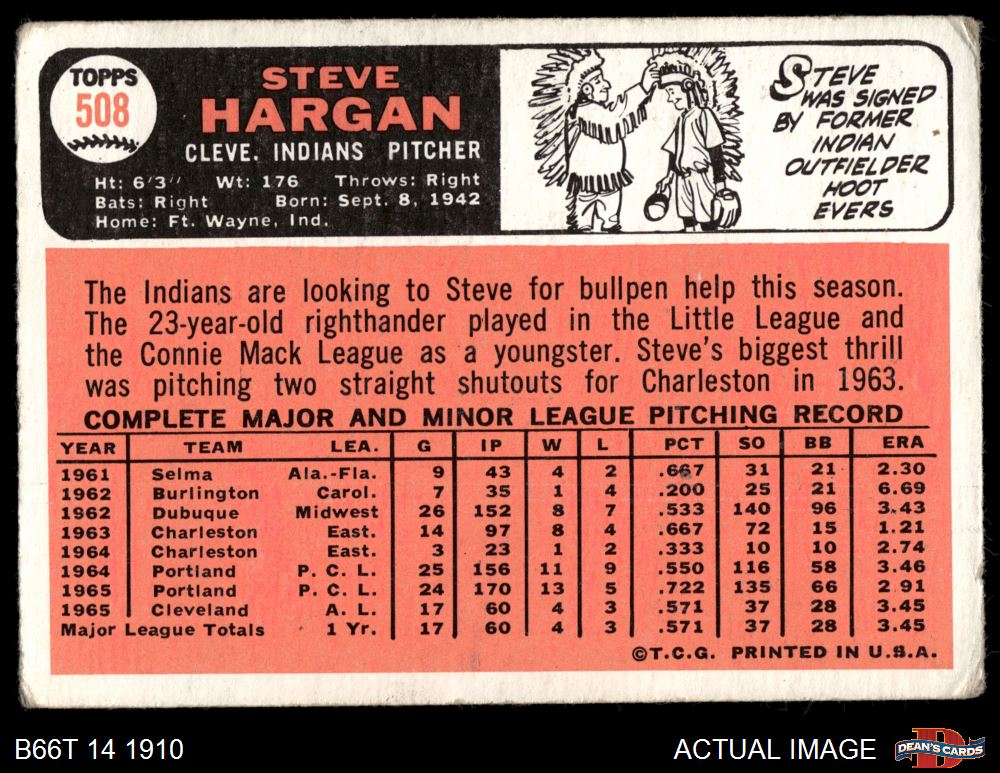 TOPPS
508
STEVE
HARGAN
CLEVE. INDIANS PITCHER
Ht: 6'3" Wt: 176 Throws: Right
Bats: Right Born: Sept. 8, 1942
Home: Ft. Wayne, Ind.
STEVE
WAS SIGNED
BY FORMER
INDIAN
OUTFIELDER
HOOT
EVERS
The Indians are looking to Steve for bullpen help this season.
The 23-year-old righthander played in the Little League and
the Connie Mack League as a youngster. Steve's biggest thrill
was pitching two straight shutouts for Charleston in 1963.
COMPLETE MAJOR AND MINOR LEAGUE PITCHING RECORD
YEAR TEAM LEA. G IP W L PCT SO BB ERA
1961 Selma Ala.-Fla. 9 43 4 2 .667 31 21 2.30
1962 Burlington Carol. 7 35 1 4 .200 25 21 6.69
1962 Dubuque Midwest 26 152 8 7 .533 140 96 3.43
1963 Charleston East. 14 97 8 4 .667 72 15 1.21
1964 Charleston East. 3 23 1 2 .333 10 10 2.74
1964 Portland P. C. L. 25 156 11 9 .550 116 58 3.46
1965 Portland P. C. L. 24 170 13 5 .722 135 66 2.91
1965 Cleveland A. L. 17 60 4 3 .571 37 28 3.45
Major League Totals 1 Yr. 17 60 4 3 .571 37 28 3.45
©T.C.G. PRINTED IN U.S.A.
B66T 14 1910
ACTUAL IMAGE
DEAN'S CARDS